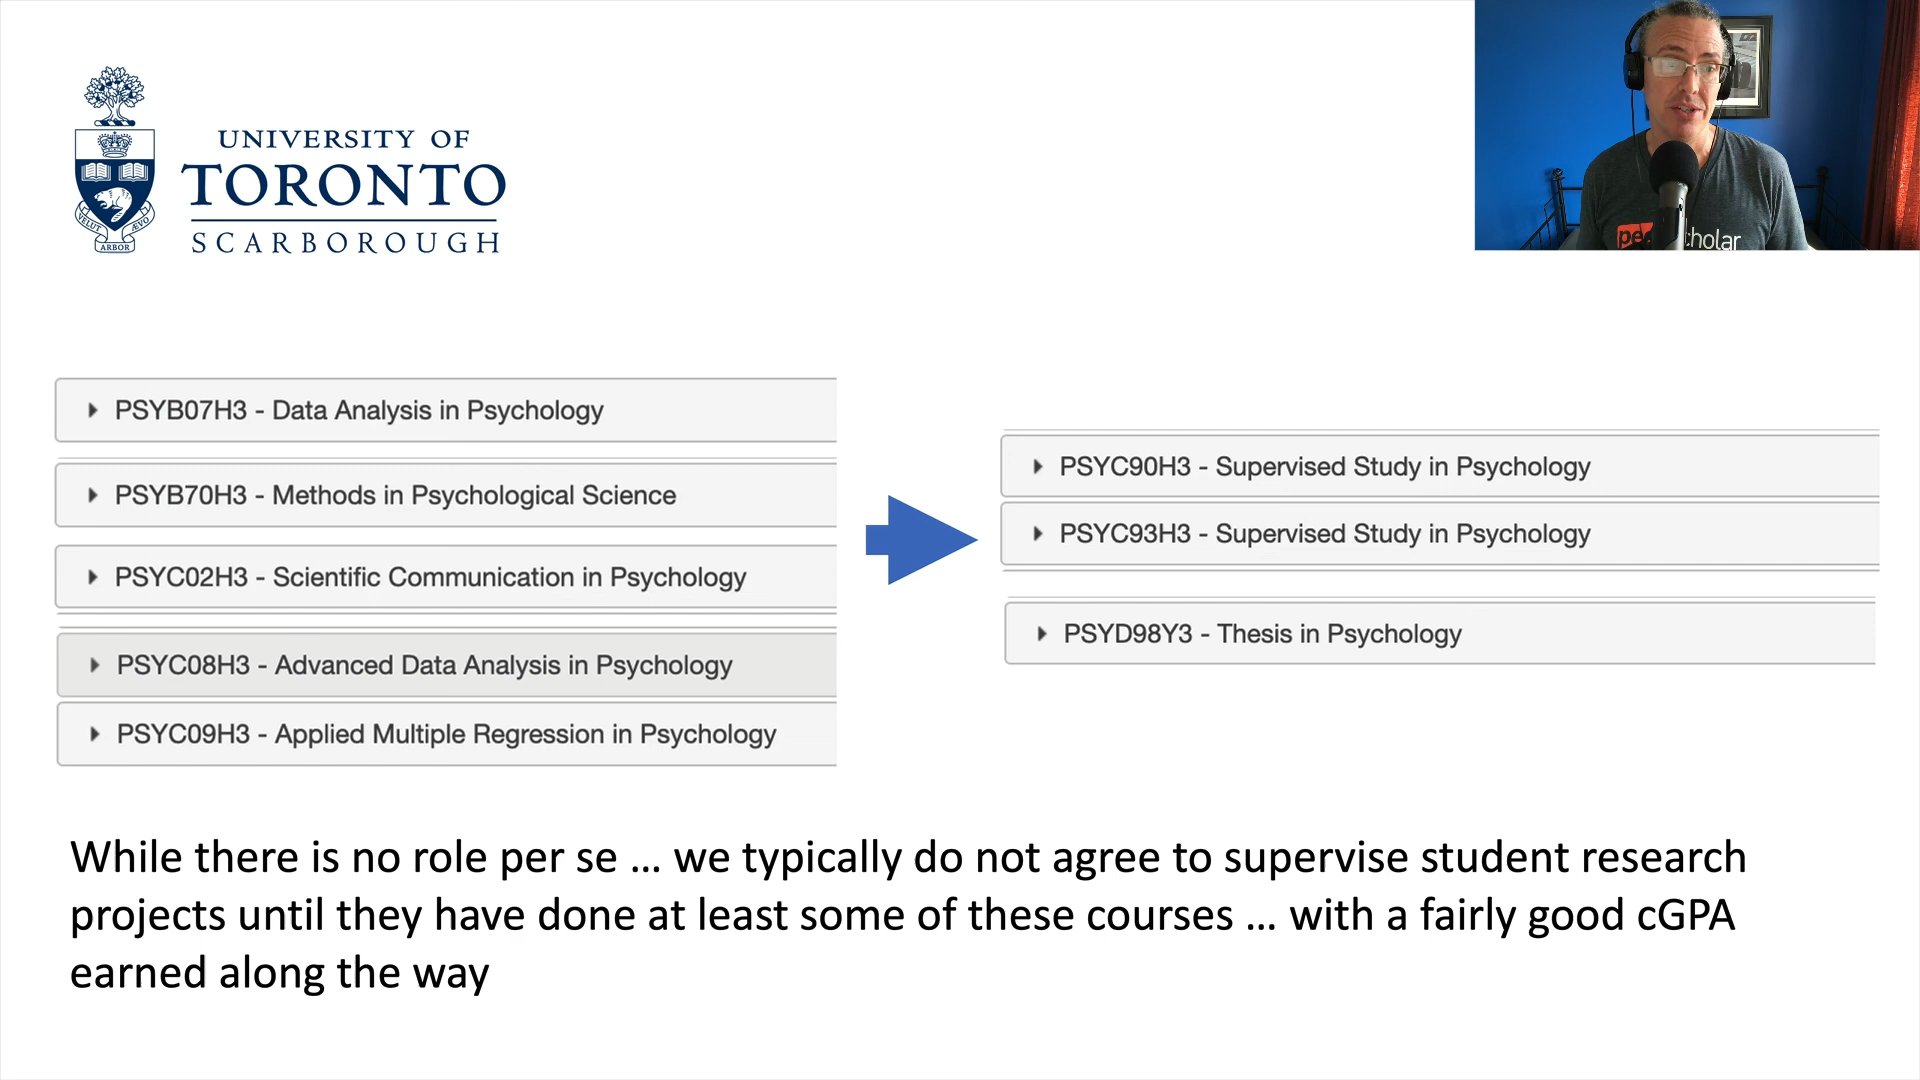 UNIVERSITY OF
TORONTO
SCARBOROUGH
VELUT
ARBOR
ÆVO
PSYB07H3 - Data Analysis in Psychology
PSYB70H3 - Methods in Psychological Science
PSYC02H3 - Scientific Communication in Psychology
PSYC08H3 - Advanced Data Analysis in Psychology
PSYC09H3 - Applied Multiple Regression in Psychology
PSYC90H3 - Supervised Study in Psychology
PSYC93H3 - Supervised Study in Psychology
PSYD98Y3 - Thesis in Psychology
While there is no role per se ... we typically do not agree to supervise student research
projects until they have done at least some of these courses ... with a fairly good cGPA
earned along the way